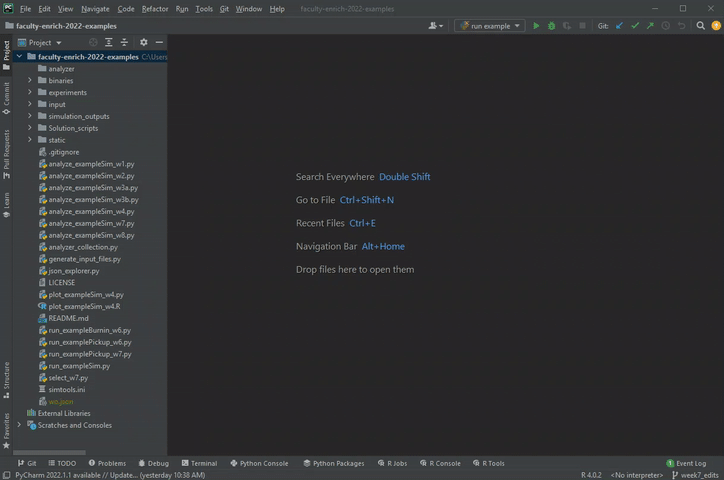 PC File Edit View Navigate Code Refactor Run Tools Git Window Help faculty-enrich-2022-examples
faculty-enrich-2022-examples run example Git:
Project
Project
faculty-enrich-2022-examples C:\Users
analyzer
binaries
experiments
input
simulation_outputs
Solution_scripts
static
.gitignore
analyze_exampleSim_w1.py
analyze_exampleSim_w2.py
analyze_exampleSim_w3a.py
analyze_exampleSim_w3b.py
analyze_exampleSim_w4.py
analyze_exampleSim_w7.py
analyze_exampleSim_w8.py
analyzer_collection.py
generate_input_files.py
json_explorer.py
LICENSE
plot_exampleSim_w4.py
plot_exampleSim_w4.R
README.md
run_exampleBurnin_w6.py
run_examplePickup_w6.py
run_examplePickup_w7.py
run_exampleSim.py
select_w7.py
simtools.ini
wo.json
External Libraries
Scratches and Consoles
Commit
Pull Requests
Learn
Structure
Favorites
Search Everywhere Double Shift
Go to File Ctrl+Shift+N
Recent Files Ctrl+E
Navigation Bar Alt+Home
Drop files here to open them
Git TODO Problems Debug Terminal Python Console Python Packages R Jobs R Console R Tools 1 Event Log
PyCharm 2022.1.1 available // Update... (yesterday 10:38 AM) R 4.0.2 <No interpreter> week7_edits